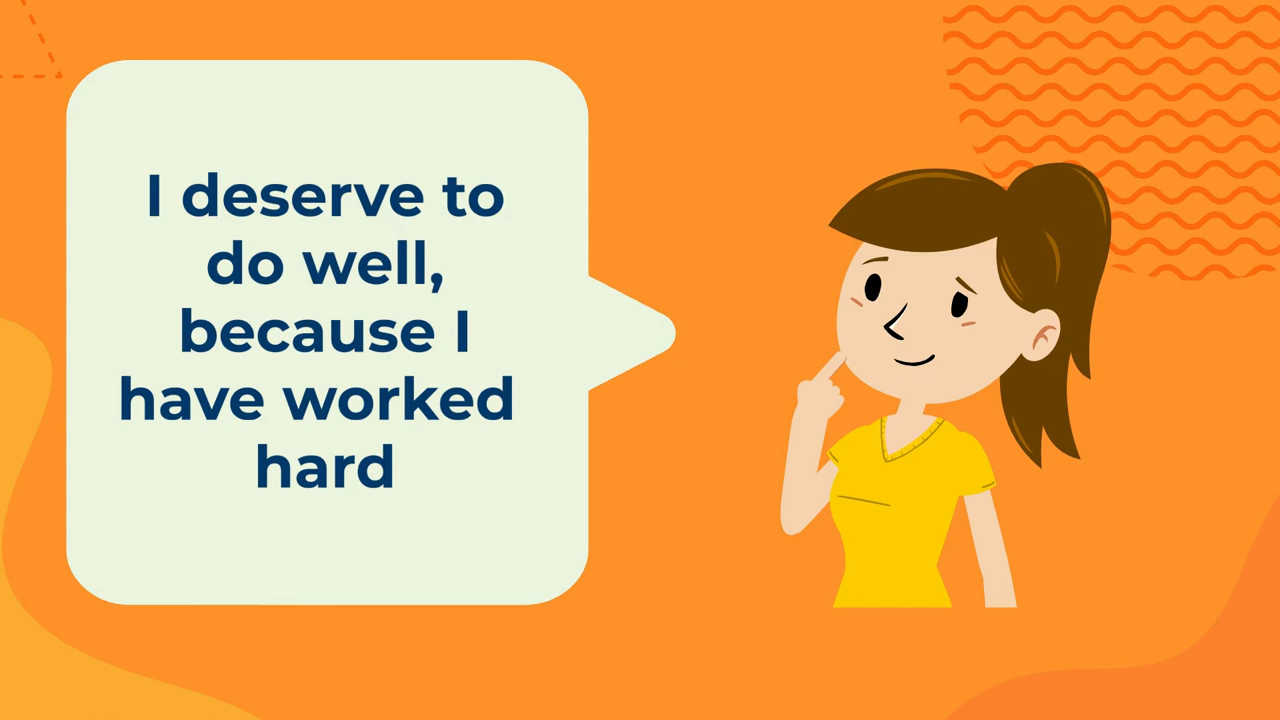 I deserve to
do well,
because I
have worked
hard